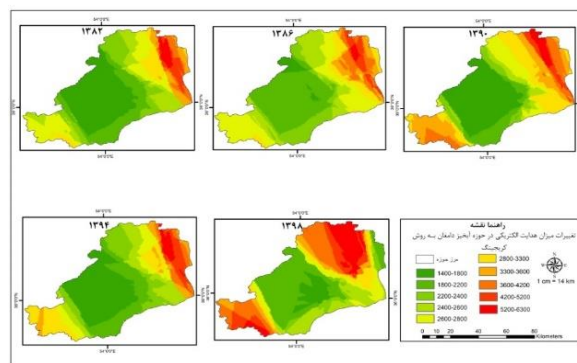 ۱۳۸۲
۱۳۸۶
۱۳۹۰
۱۳۹۴
۱۳۹۸
راهنما نقشه
تغییرات میزان هدایت الکتریکی در حوزه آبخیز دامغان به روش
کریجینگ
مرز حوزه
1400-1800
1800-2200
2200-2400
2400-2600
2600-2800
2800-3300
3300-3600
3600-4200
4200-5200
5200-6300
1 cm = 14 km
0 10 20 40 60 80
Kilometers